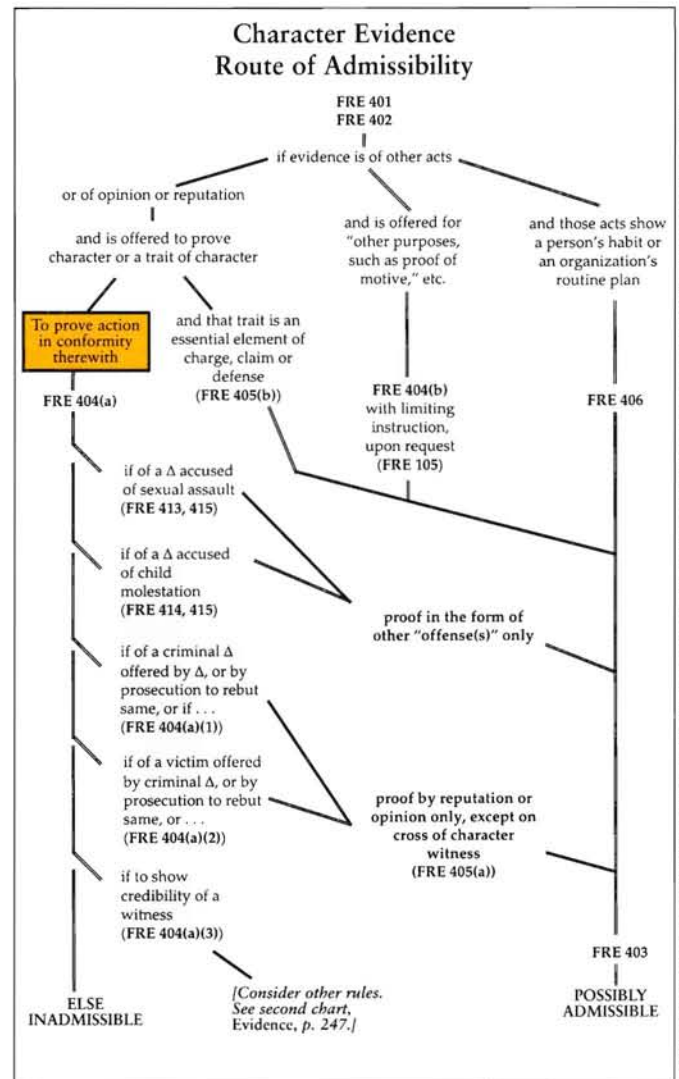 Character Evidence
Route of Admissibility
FRE 401
FRE 402
if evidence is of other acts
or of opinion or reputation
and is offered to prove
character or a trait of character
and is offered for
"other purposes,
such as proof of
motive," etc.
and those acts show
a person's habit or
an organization's
routine plan
To prove action
in conformity
therewith
and that trait is an
essential element of
charge, claim or
defense
(FRE 405(b))
FRE 404(a)
FRE 404(b)
with limiting
instruction,
upon request
(FRE 105)
FRE 406
if of a Δ accused
of sexual assault
(FRE 413, 415)
if of a Δ accused
of child
molestation
(FRE 414, 415)
proof in the form of
other "offense(s)" only
if of a criminal Δ
offered by Δ, or by
prosecution to rebut
same, or if . . .
(FRE 404(a)(1))
if of a victim offered
by criminal Δ, or by
prosecution to rebut
same, or . . .
(FRE 404(a)(2))
proof by reputation or
opinion only, except on
cross of character
witness
(FRE 405(a))
if to show
credibility of a
witness
(FRE 404(a)(3))
FRE 403
ELSE
INADMISSIBLE
[Consider other rules.
See second chart,
Evidence, p. 247.]
POSSIBLY
ADMISSIBLE